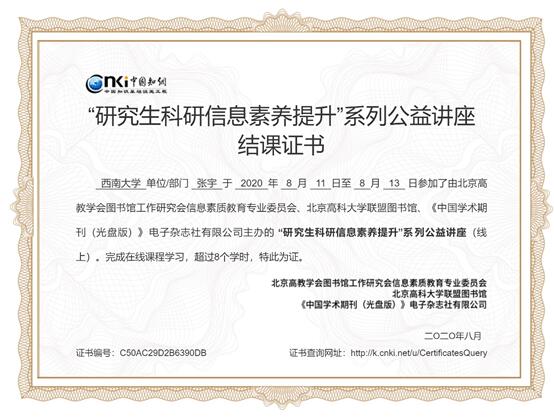 cnki 中国知网
中国知识基础设施工程
“研究生科研信息素养提升”系列公益讲座
结课证书
西南大学 单位/部门 张宇 于 2020 年 8 月 11 日至 8 月 13 日参加了由北京高
教学会图书馆工作研究会信息素质教育专业委员会、北京高科大学联盟图书馆、《中国学术期
刊（光盘版）》电子杂志社有限公司主办的 “研究生科研信息素养提升”系列公益讲座（线
上）。完成在线课程学习，超过8个学时，特此为证。
北京高教学会图书馆工作研究会信息素质教育专业委员会
北京高科大学联盟图书馆
《中国学术期刊（光盘版）》电子杂志社有限公司
二〇二〇年八月
证书编号：C50AC29D2B6390DB
证书查询网址：http://k.cnki.net/u/CertificatesQuery